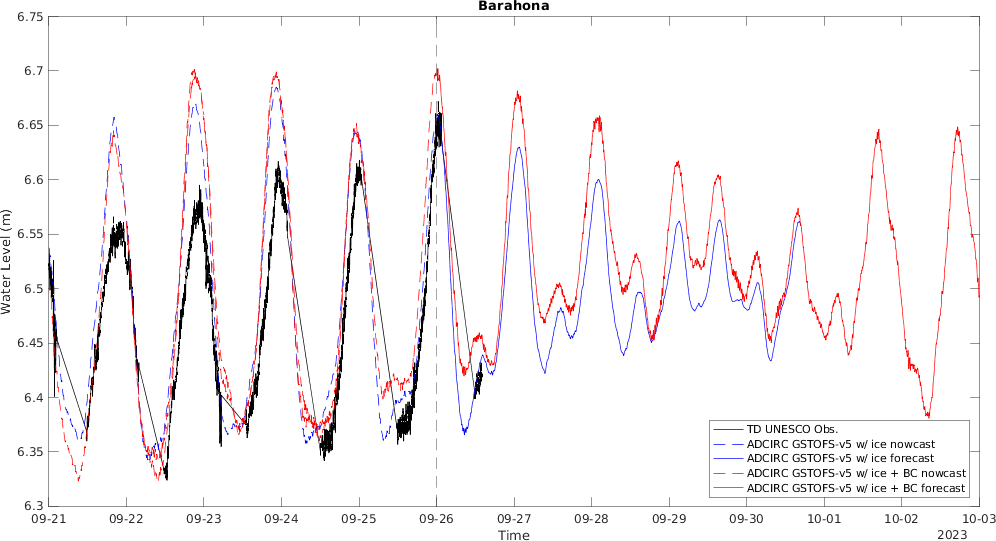 Barahona
6.75
6.7
6.65
6.6
6.55
6.5
6.45
6.4
6.35
6.3
Water Level (m)
TD UNESCO Obs.
ADCIRC GSTOFS-v5 w/ ice nowcast
ADCIRC GSTOFS-v5 w/ ice forecast
ADCIRC GSTOFS-v5 w/ ice + BC nowcast
ADCIRC GSTOFS-v5 w/ ice + BC forecast
09-21 09-22 09-23 09-24 09-25 09-26 09-27 09-28 09-29 09-30 10-01 10-02 10-03
Time 2023